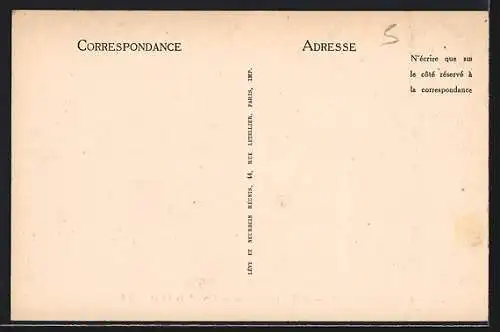 CORRESPONDANCE
ADRESSE
5
N'écrire que sur
le côté réservé à
la correspondance
LÉVY ET NEURDEIN RÉUNIS, 44, RUE LETELLIER, PARIS, IMP.